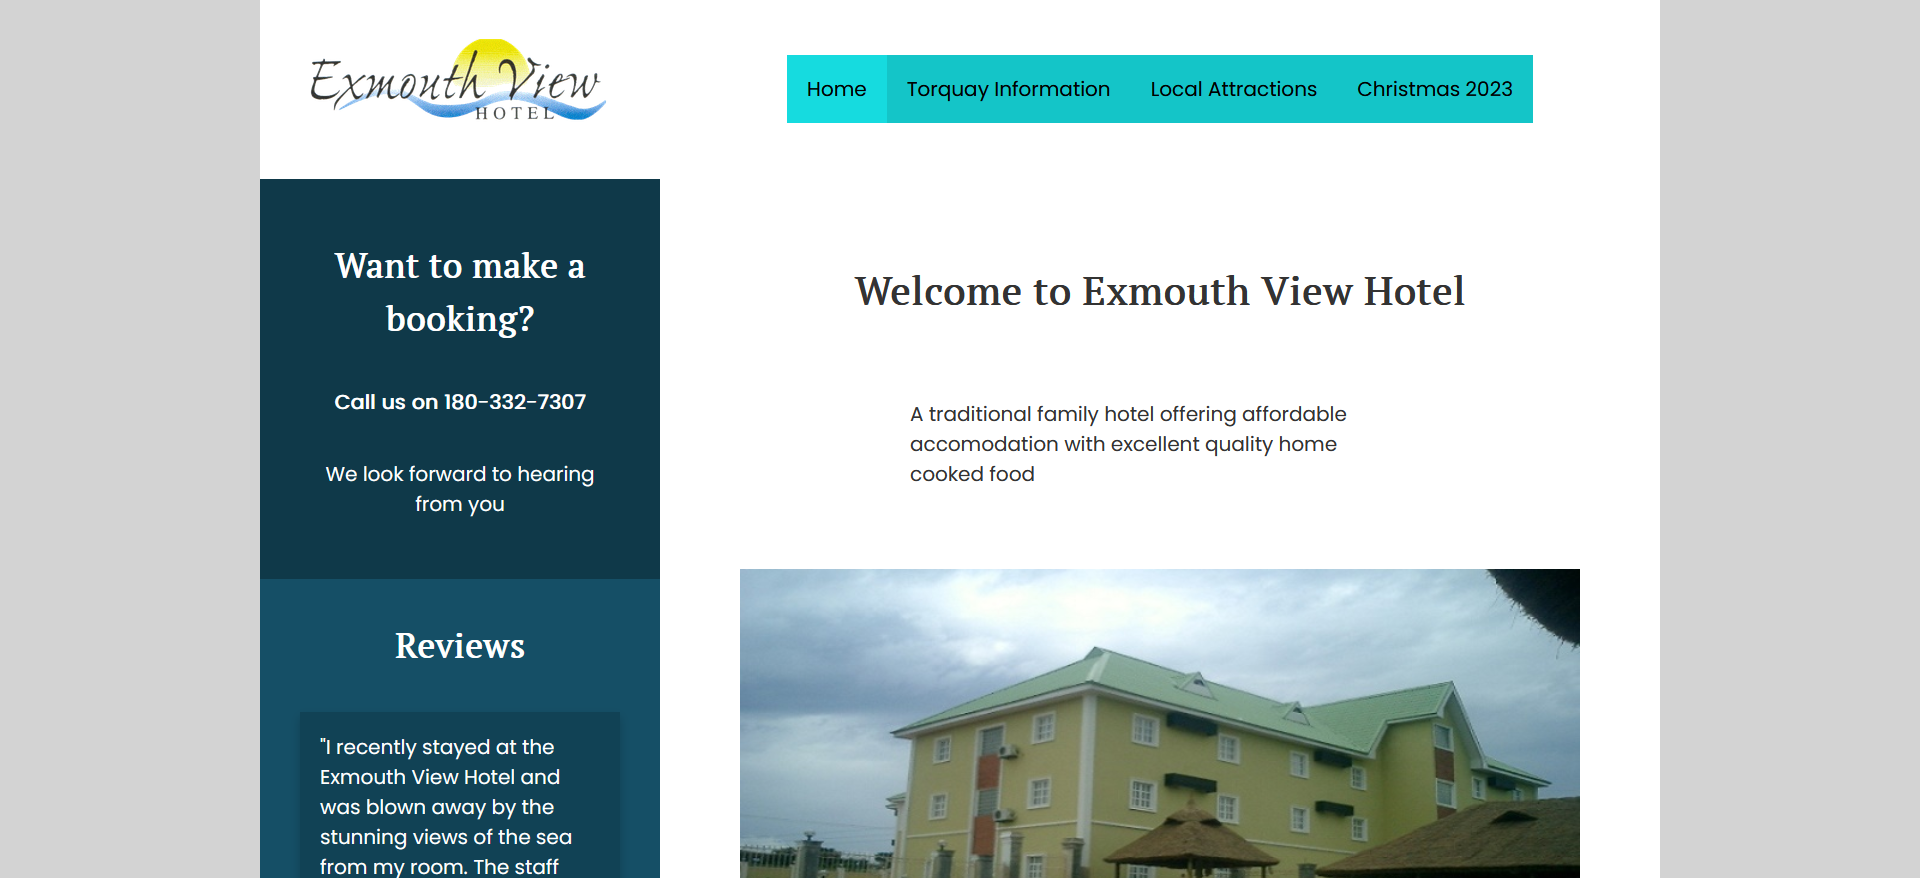 Exmouth View
HOTEL
Home
Torquay Information
Local Attractions
Christmas 2023
Want to make a
booking?
Call us on 180-332-7307
We look forward to hearing
from you
Reviews
"I recently stayed at the
Exmouth View Hotel and
was blown away by the
stunning views of the sea
from my room. The staff
Welcome to Exmouth View Hotel
A traditional family hotel offering affordable
accomodation with excellent quality home
cooked food